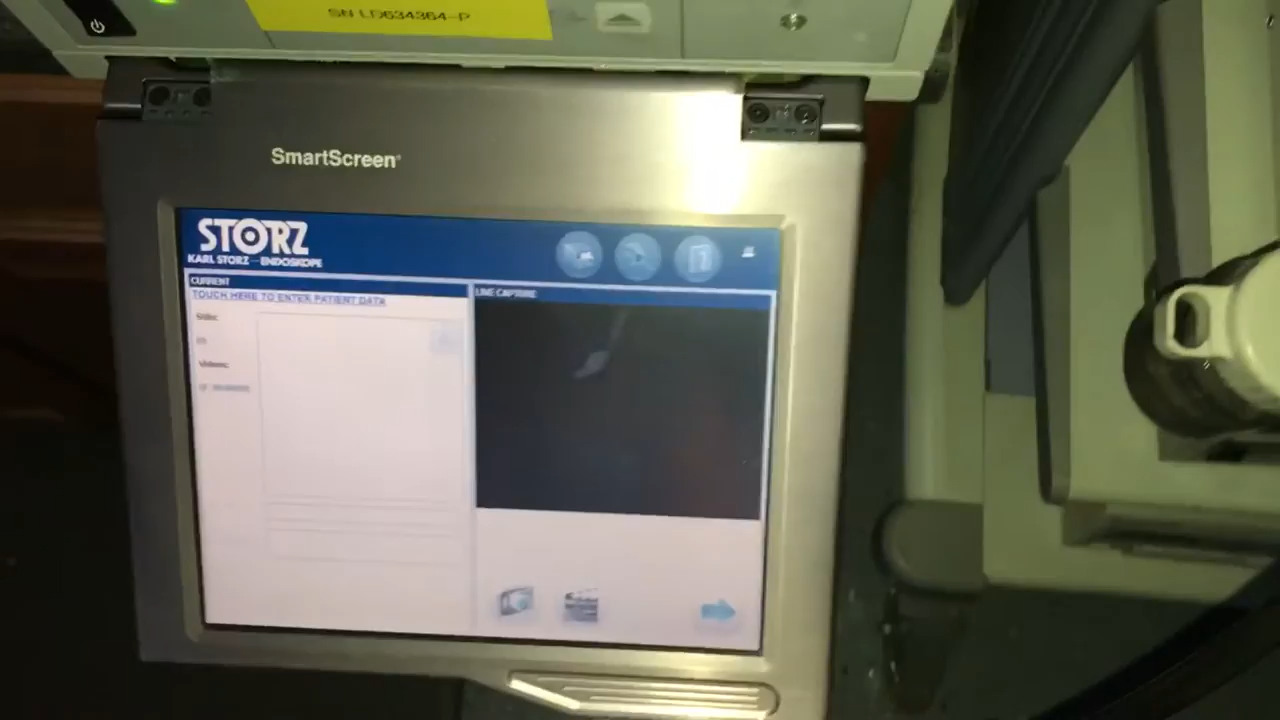 SN LD634364-P
SmartScreen®
STORZ
KARL STORZ — ENDOSKOPE
CURRENT
TOUCH HERE TO ENTER PATIENT DATA
Stills:
Videos:
LIVE CAPTURE